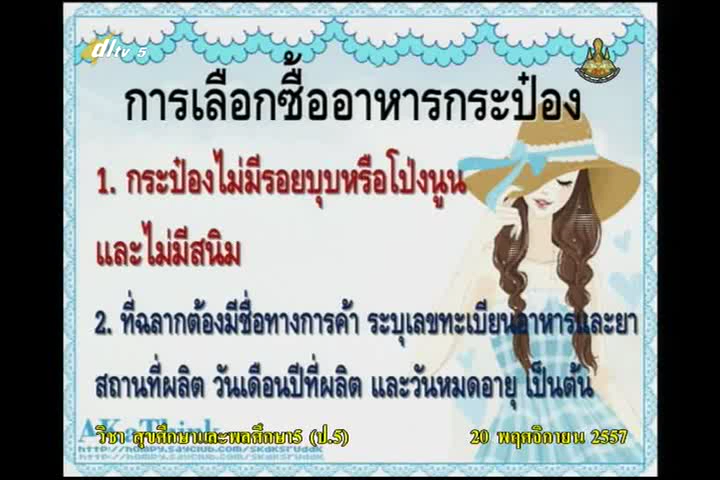 dltv 5
การเลือกซื้ออาหารกระป๋อง
1. กระป๋องไม่มีรอยบุบหรือโป่งนูน
และไม่มีสนิม
2. ที่ฉลากต้องมีชื่อทางการค้า ระบุเลขทะเบียนอาหารและยา
สถานที่ผลิต วันเดือนปีที่ผลิต และวันหมดอายุ เป็นต้น
AKaThink
วิชา สุขศึกษาและพลศึกษา5 (ป.5)
20 พฤศจิกายน 2557